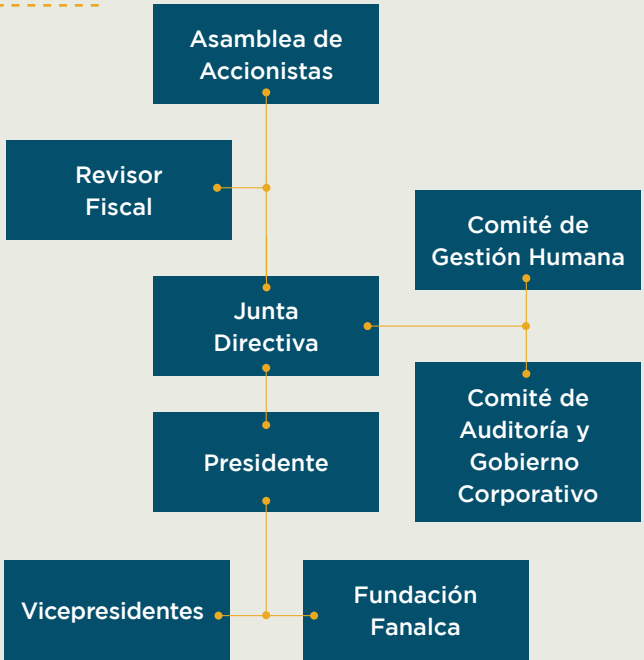 Asamblea de
Accionistas
Revisor
Fiscal
Comité de
Gestión Humana
Junta
Directiva
Comité de
Auditoría y
Gobierno
Corporativo
Presidente
Vicepresidentes
Fundación
Fanalca